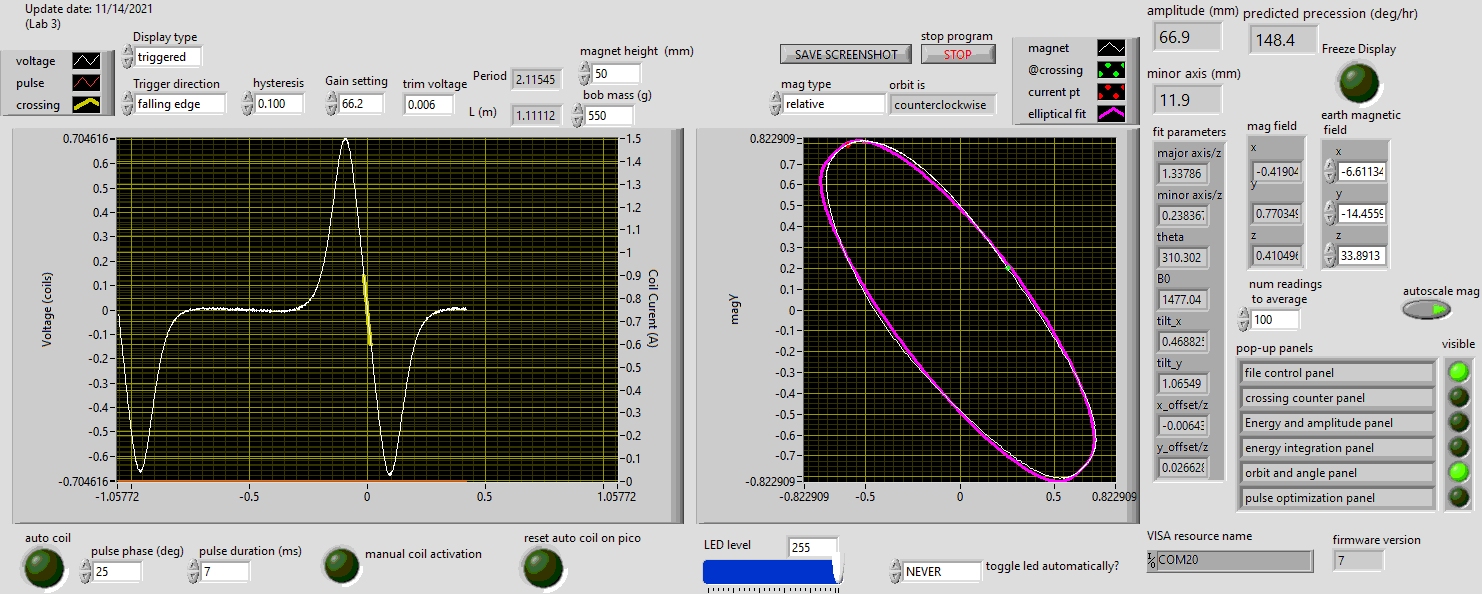 Update date: 11/14/2021
(Lab 3)
voltage
pulse
crossing
Display type
triggered
Trigger direction
falling edge
hysteresis
0.100
Gain setting
66.2
trim voltage
0.006
Period
2.11545
L (m)
1.11112
magnet height (mm)
50
bob mass (g)
550
SAVE SCREENSHOT
stop program
STOP
mag type
relative
orbit is
counterclockwise
magnet
@crossing
current pt
elliptical fit
amplitude (mm)
66.9
predicted precession (deg/hr)
148.4
minor axis (mm)
11.9
Freeze Display
Voltage (coils)
0.704616
0.6
0.5
0.4
0.3
0.2
0.1
0
-0.1
-0.2
-0.3
-0.4
-0.5
-0.6
-0.704616
-1.05772
-0.5
0
0.5
1.05772
1.5
1.4
1.3
1.2
1.1
1
0.9
0.8
0.7
0.6
0.5
0.4
0.3
0.2
0.1
0
Coil Current (A)
magy
0.822909
0.7
0.6
0.5
0.4
0.3
0.2
0.1
0
-0.1
-0.2
-0.3
-0.4
-0.5
-0.6
-0.7
-0.822909
-0.822909
-0.5
0
0.5
0.822909
fit parameters
major axis/z
1.33786
minor axis/z
0.238367
theta
310.302
B0
1477.04
tilt_x
0.46882
tilt_y
1.06549
x_offset/z
-0.0064
y_offset/z
0.026628
mag field
x
-0.41904
y
0.770349
z
0.410496
earth magnetic
field
x
-6.6113
y
-14.4559
z
33.8913
num readings
to average
100
autoscale mag
pop-up panels
visible
file control panel
crossing counter panel
Energy and amplitude panel
energy integration panel
orbit and angle panel
pulse optimization panel
auto coil
pulse phase (deg)
25
pulse duration (ms)
7
manual coil activation
reset auto coil on pico
LED level
255
NEVER
toggle led automatically?
VISA resource name
COM20
firmware version
7